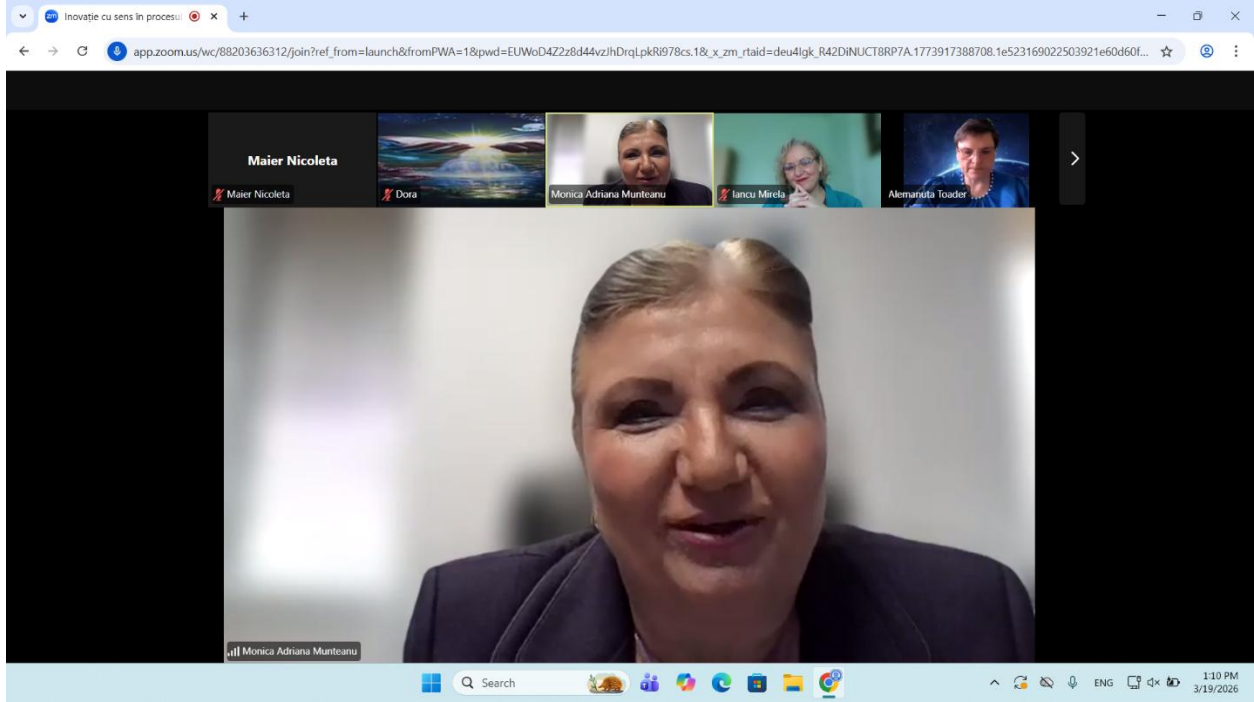 zm Inovație cu sens în procesu
app.zoom.us/wc/88203636312/join?ref_from=launch&fromPWA=1&pwd=EUWoD4Z2z8d44vzJhDrqLpkRi978cs.1&_x_zm_rtaid=deu4Igk_R42DiNUCT8RP7A.1773917388708.1e523169022503921e60d60f...
Maier Nicoleta
Maier Nicoleta
Dora
Monica Adriana Munteanu
Iancu Mirela
Alemanuta Toader
Monica Adriana Munteanu
Search
ENG
1:10 PM
3/19/2026